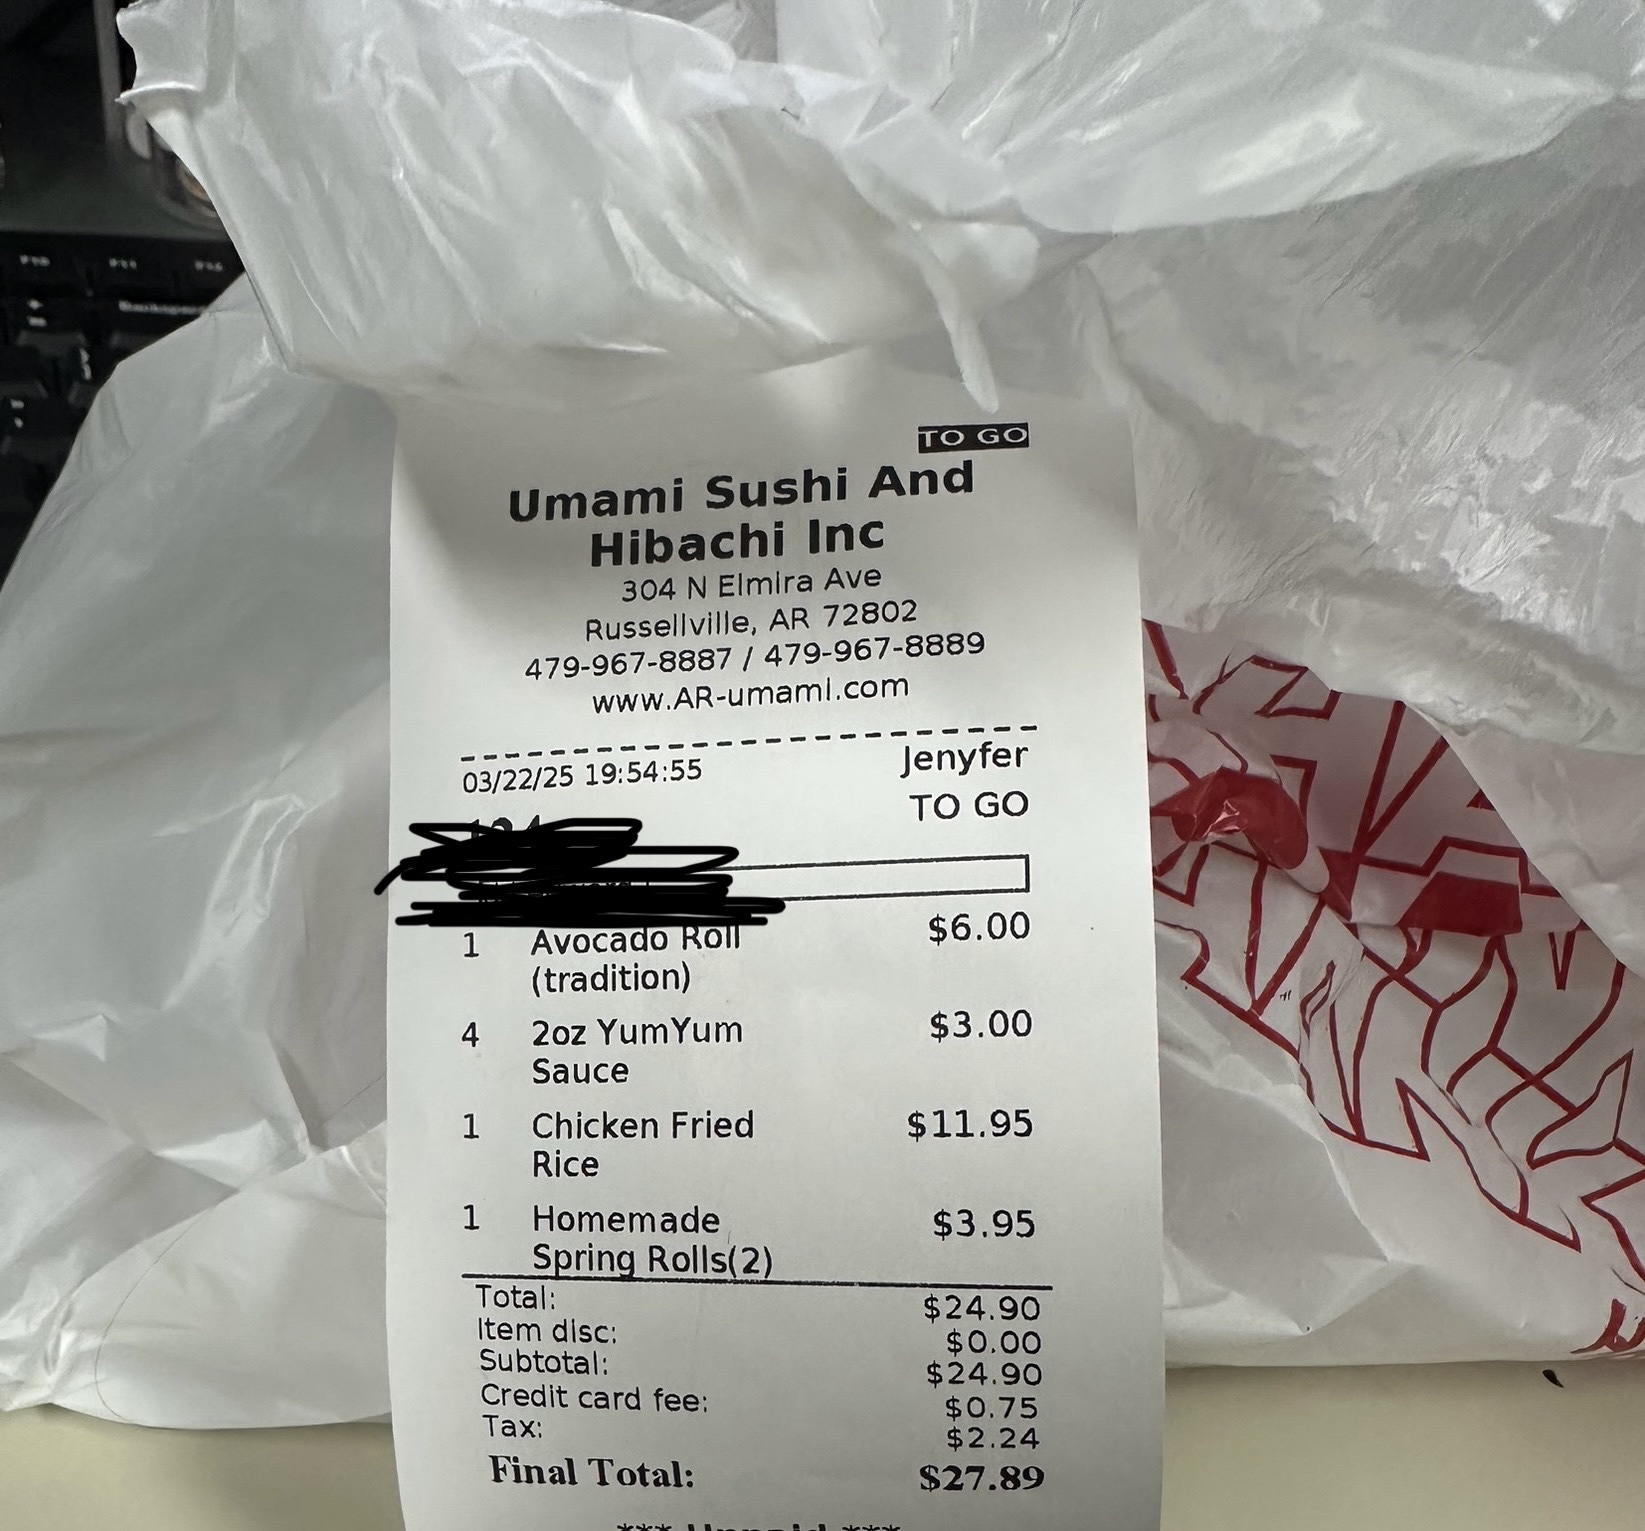 TO GO
Umami Sushi And
Hibachi Inc
304 N Elmira Ave
Russellville, AR 72802
479-967-8887 / 479-967-8889
www.AR-umami.com
03/22/25 19:54:55 Jenyfer
TO GO
1 Avocado Roll $6.00
(tradition)
4 2oz YumYum $3.00
Sauce
1 Chicken Fried $11.95
Rice
1 Homemade $3.95
Spring Rolls(2)
Total: $24.90
Item disc: $0.00
Subtotal: $24.90
Credit card fee: $0.75
Tax: $2.24
Final Total: $27.89